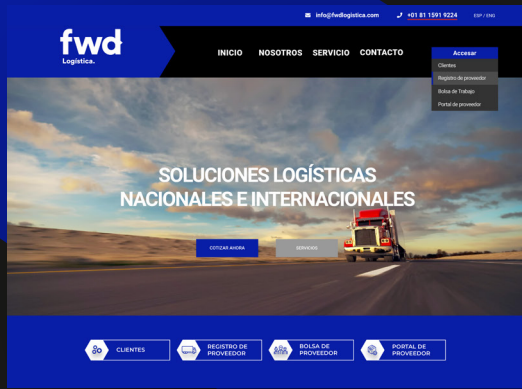 info@fwdlogistica.com
+01 81 1591 9224
ESP / ENG
fwd
Logística.
INICIO
NOSOTROS
SERVICIO
CONTACTO
Accesar
Clientes
Registro de proveedor
Bolsa de Trabajo
Portal de proveedor
SOLUCIONES LOGÍSTICAS
NACIONALES E INTERNACIONALES
COTIZAR AHORA
SERVICIOS
CLIENTES
REGISTRO DE
PROVEEDOR
BOLSA DE
PROVEEDOR
PORTAL DE
PROVEEDOR